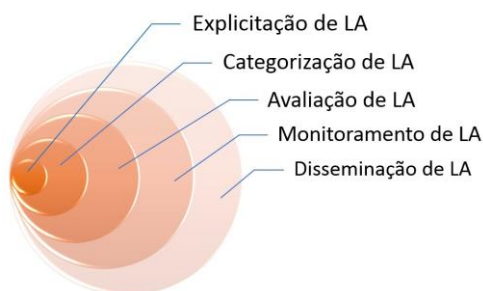 Explicitação de LA
Categorização de LA
Avaliação de LA
Monitoramento de LA
Disseminação de LA